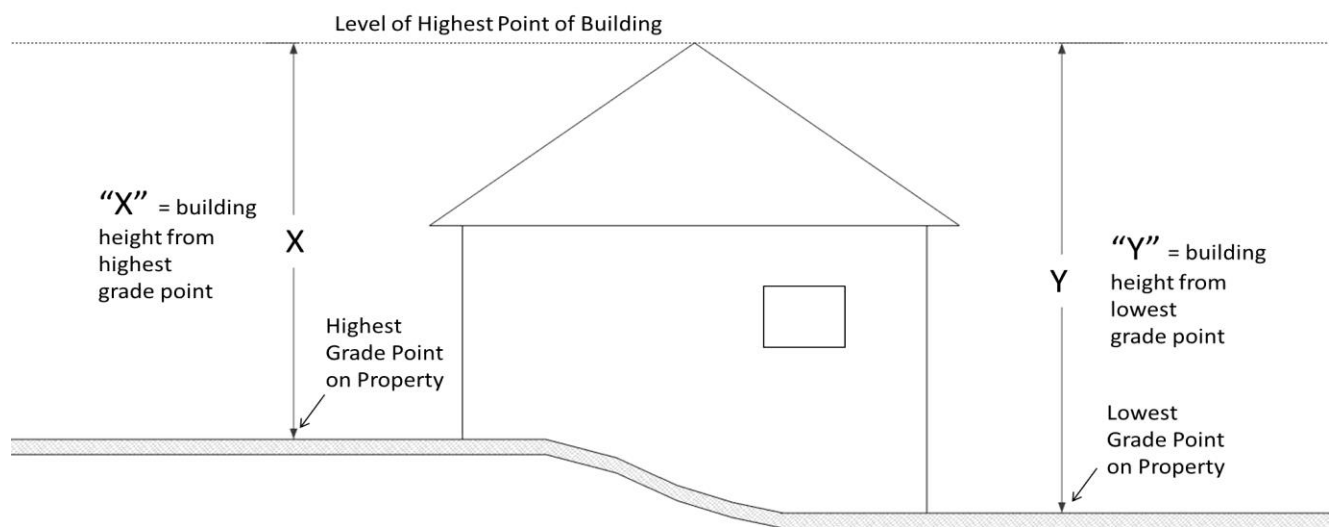 Level of Highest Point of Building
“X” = building
height from
highest
grade point
X
Highest
Grade Point
on Property
Y
“Y” = building
height from
lowest
grade point
Lowest
Grade Point
on Property